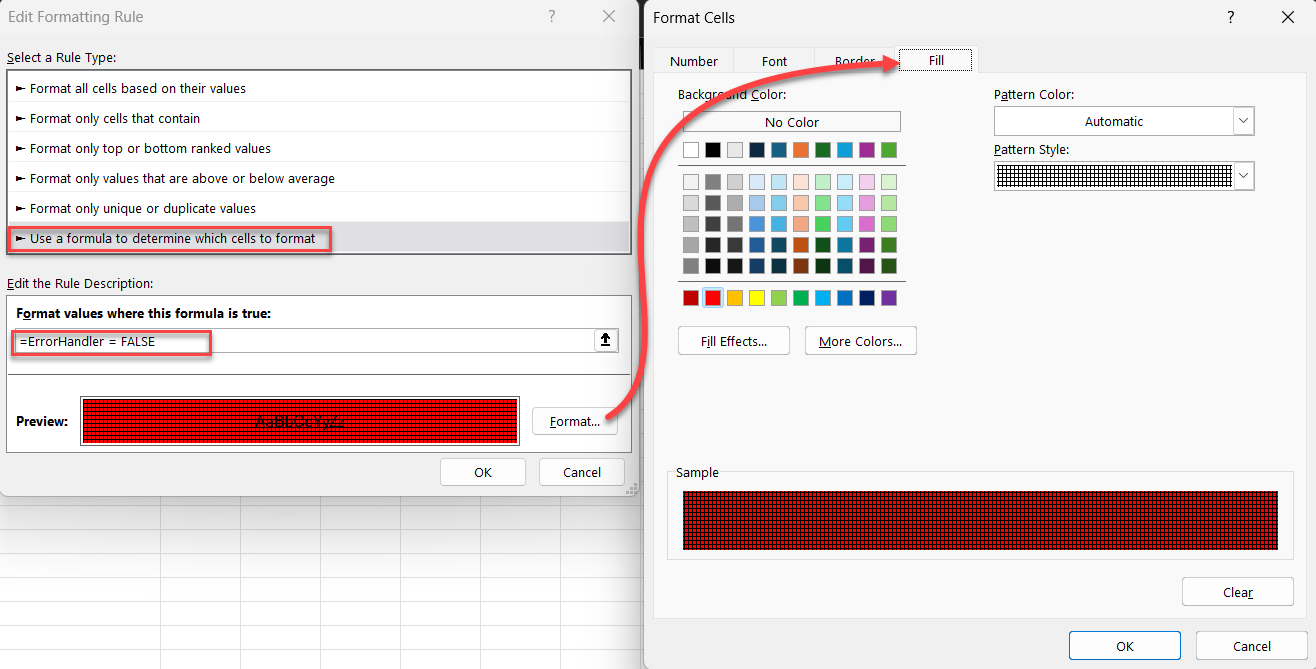 Edit Formatting Rule
?
Select a Rule Type:
► Format all cells based on their values
► Format only cells that contain
► Format only top or bottom ranked values
► Format only values that are above or below average
► Format only unique or duplicate values
► Use a formula to determine which cells to format
Edit the Rule Description:
Format values where this formula is true:
=ErrorHandler = FALSE
Preview:
AaBbCcYyZz
Format...
OK
Cancel
Format Cells
?
Number
Font
Border
Fill
Background Color:
No Color
Fill Effects...
More Colors...
Pattern Color:
Automatic
Pattern Style:
Sample
Clear
OK
Cancel